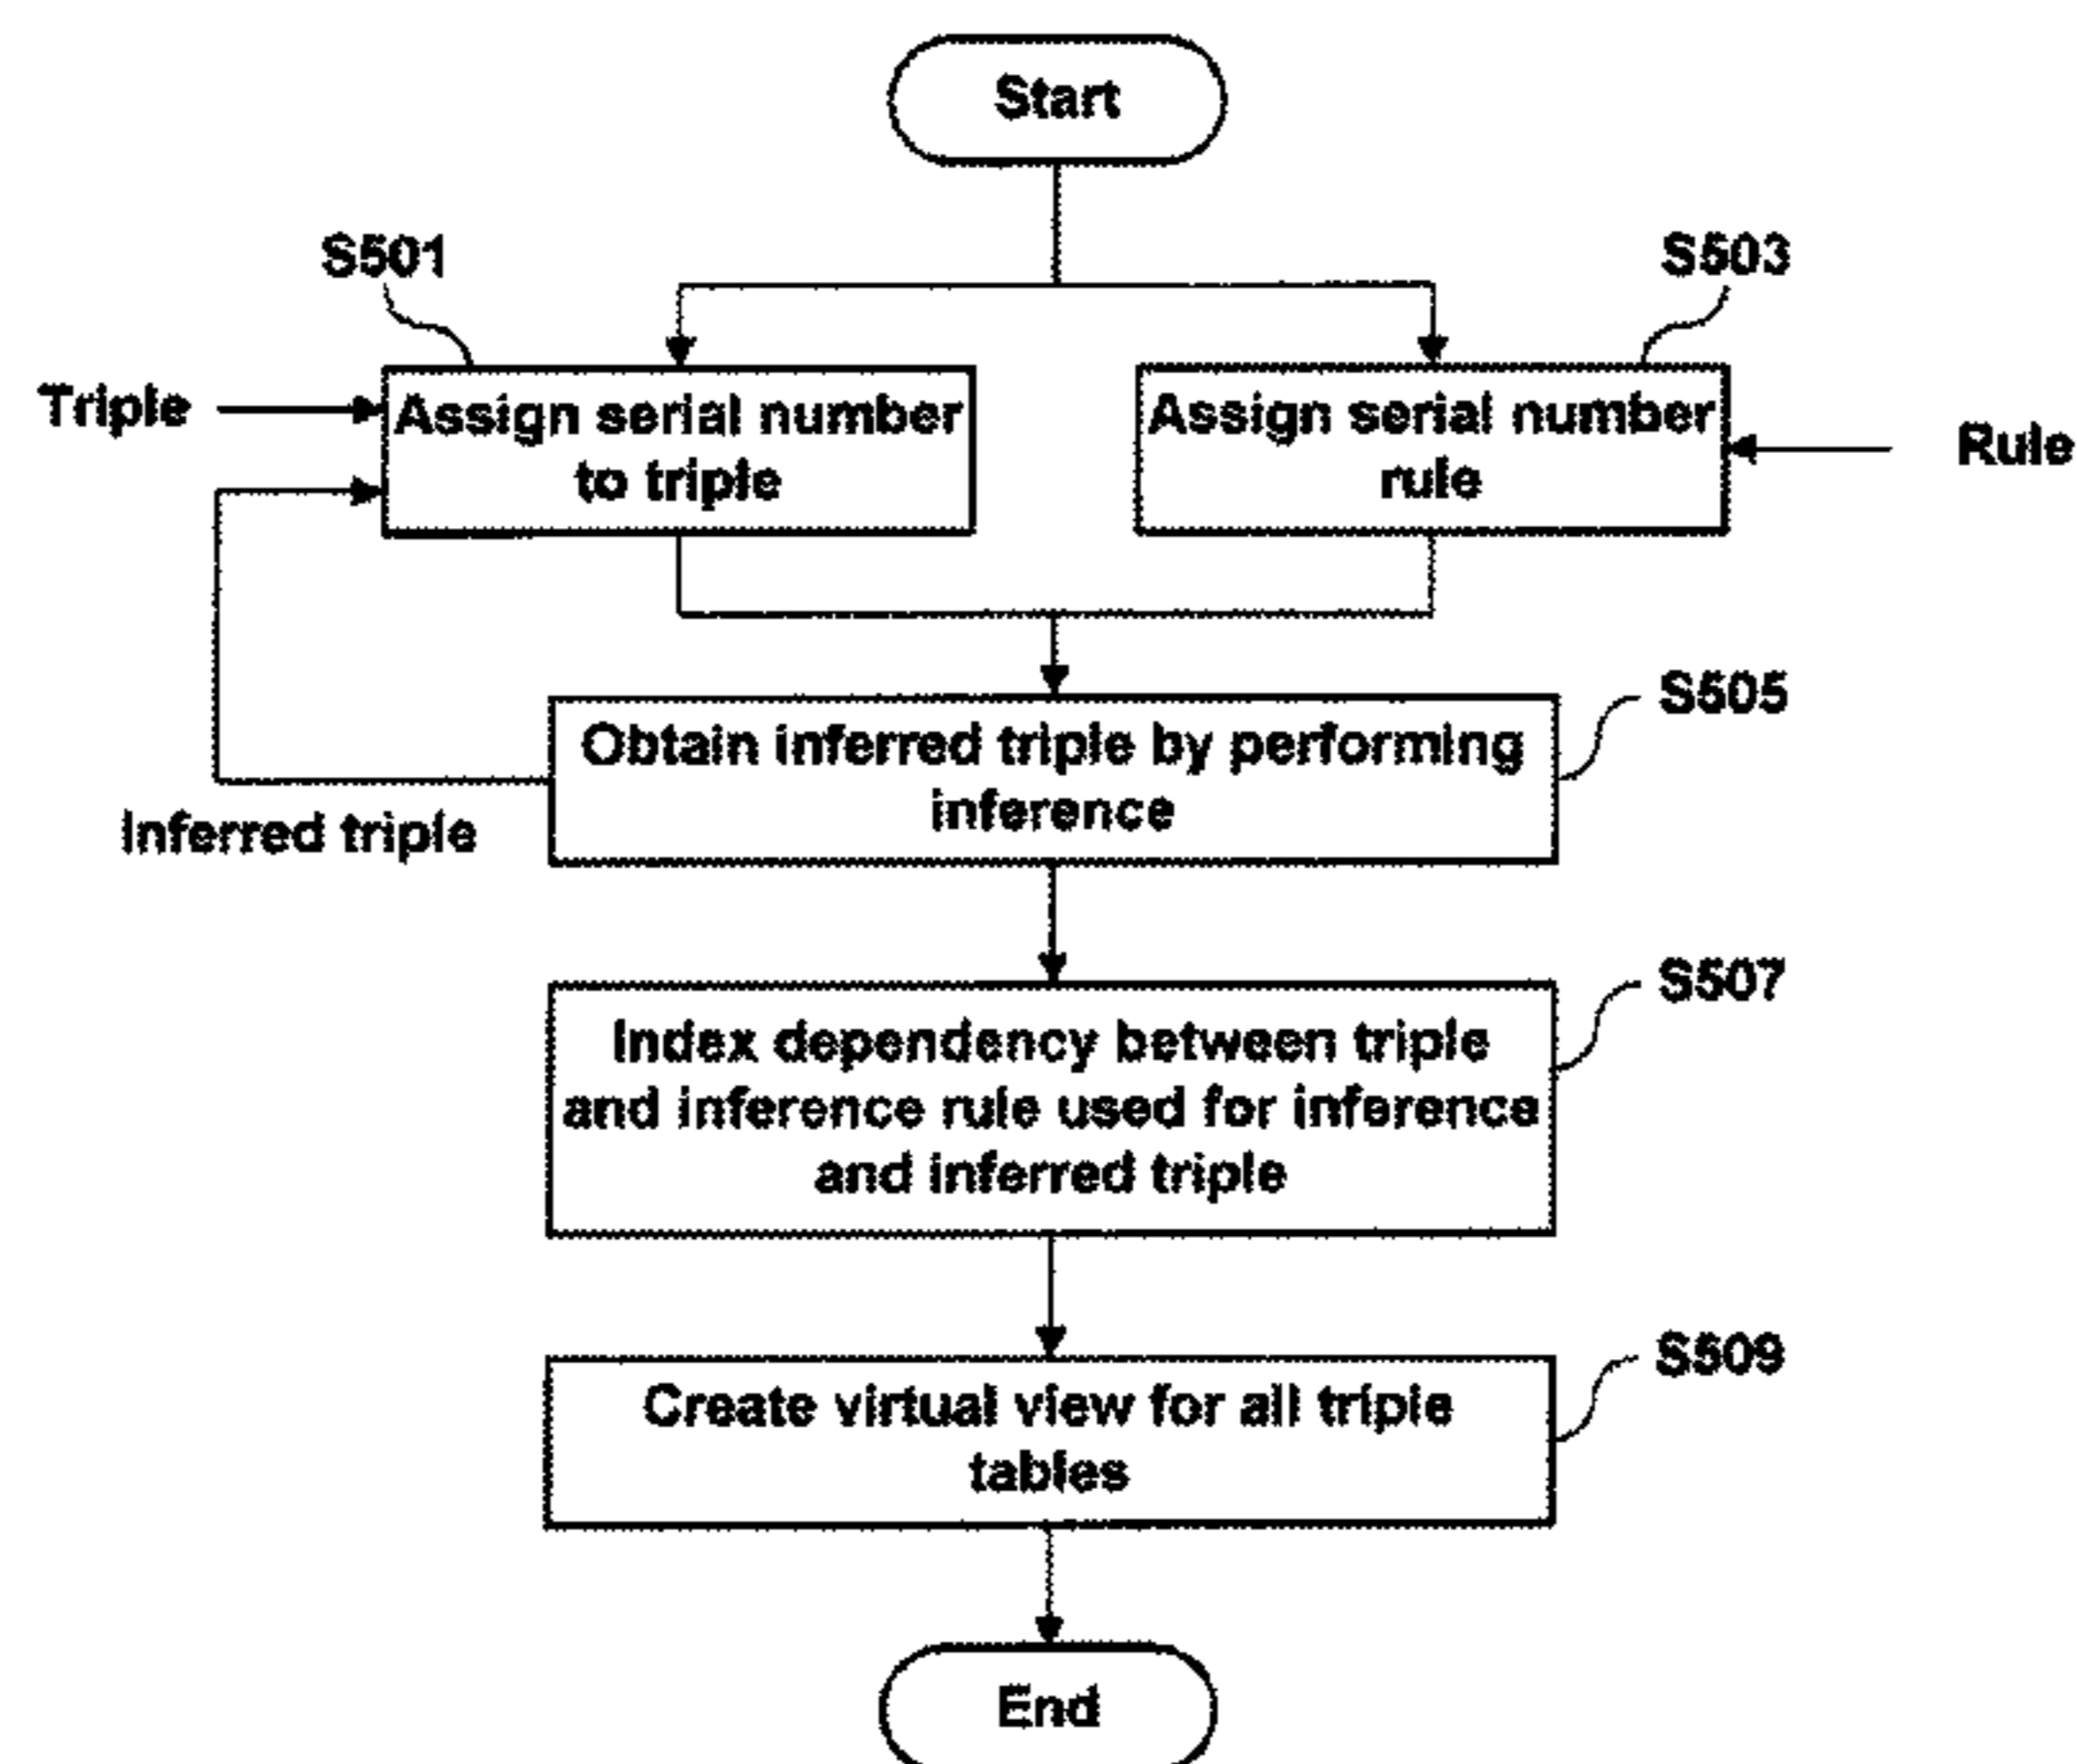 Start
S501
S503
Triple
Assign serial number
to triple
Assign serial number
rule
Rule
S505
Obtain inferred triple by performing
inference
Inferred triple
S507
Index dependency between triple
and inference rule used for inference
and inferred triple
S509
Create virtual view for all triple
tables
End